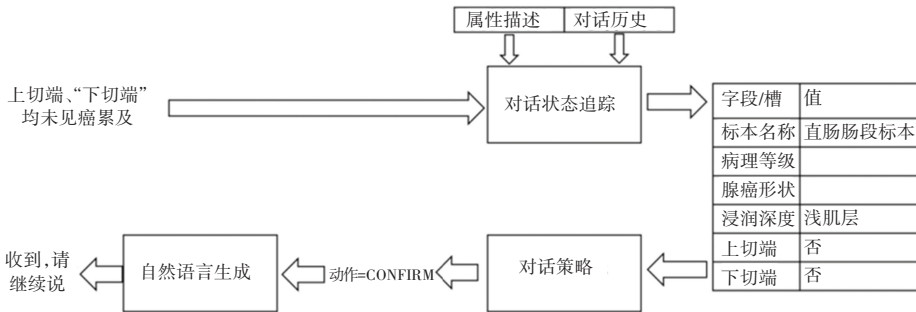 属性描述 对话历史
上切端、“下切端”
均未见癌累及
对话状态追踪
字段/槽 值
标本名称 直肠肠段标本
病理等级
腺癌形状
浸润深度 浅肌层
上切端 否
下切端 否
对话策略
动作=CONFIRM
自然语言生成
收到,请
继续说